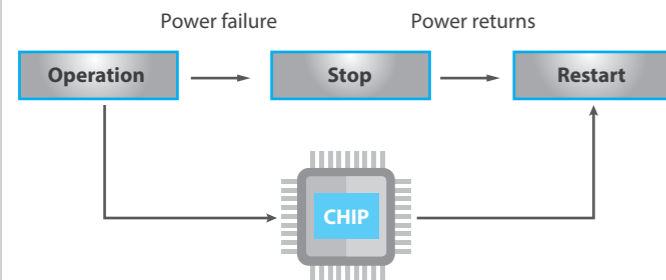 Power failure
Power returns
Operation
Stop
Restart
CHIP